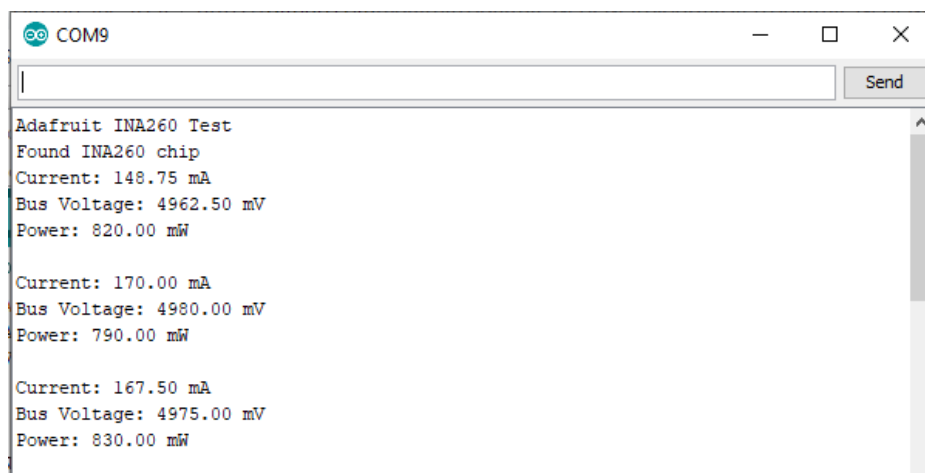 COM9
Send
Adafruit INA260 Test
Found INA260 chip
Current: 148.75 mA
Bus Voltage: 4962.50 mV
Power: 820.00 mW
Current: 170.00 mA
Bus Voltage: 4980.00 mV
Power: 790.00 mW
Current: 167.50 mA
Bus Voltage: 4975.00 mV
Power: 830.00 mW